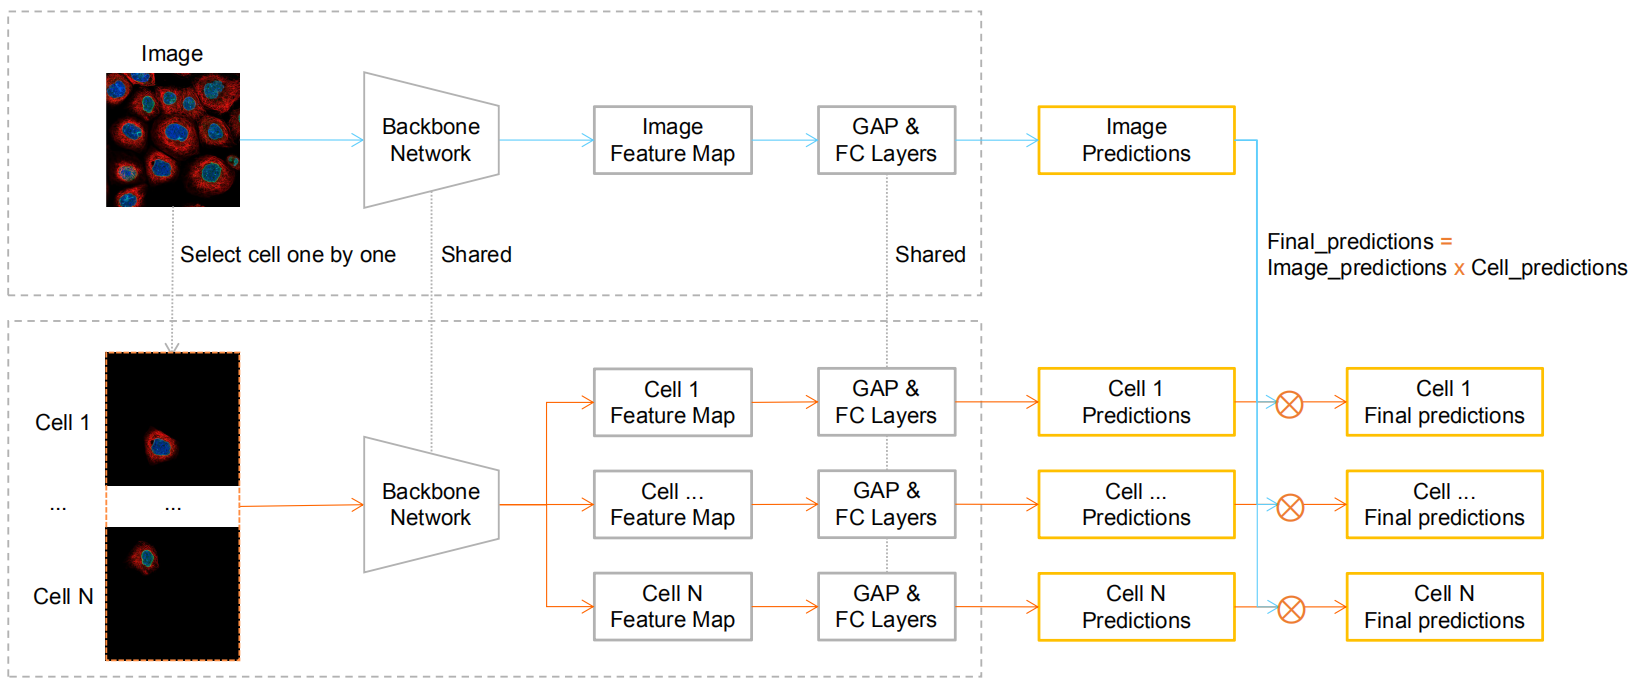 Image
Backbone
Network
Image
Feature Map
GAP &
FC Layers
Image
Predictions
Select cell one by one
Shared
Shared
Final_predictions =
Image_predictions x Cell_predictions
Cell 1
...
...
Cell N
Backbone
Network
Cell 1
Feature Map
GAP &
FC Layers
Cell 1
Predictions
Cell 1
Final predictions
Cell ...
Feature Map
GAP &
FC Layers
Cell ...
Predictions
Cell ...
Final predictions
Cell N
Feature Map
GAP &
FC Layers
Cell N
Predictions
Cell N
Final predictions